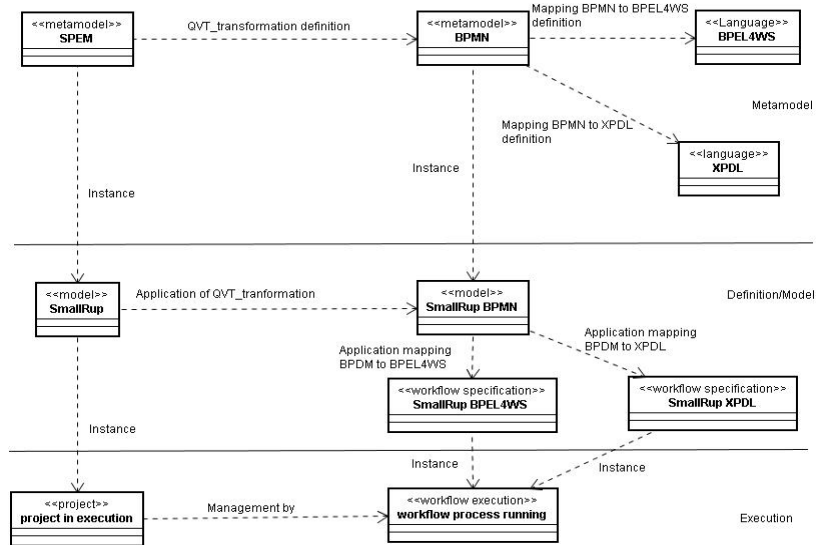 <<metamodel>>
SPEM
QVT_transformation definition
<<metamodel>>
BPMN
Mapping BPMN to BPEL4WS
definition
<<Language>>
BPEL4WS
Metamodel
Mapping BPMN to XPDL
definition
<<language>>
XPDL
Instance
Instance
<<model>>
SmallRup
Application of QVT_tranformation
<<model>>
SmallRup BPMN
Definition/Model
Application mapping
BPDM to BPEL4WS
Application mapping
BPDM to XPDL
<<workflow specification>>
SmallRup BPEL4WS
<<workflow specification>>
SmallRup XPDL
Instance
Instance
Instance
<<project>>
project in execution
Management by
<<workflow execution>>
workflow process running
Execution